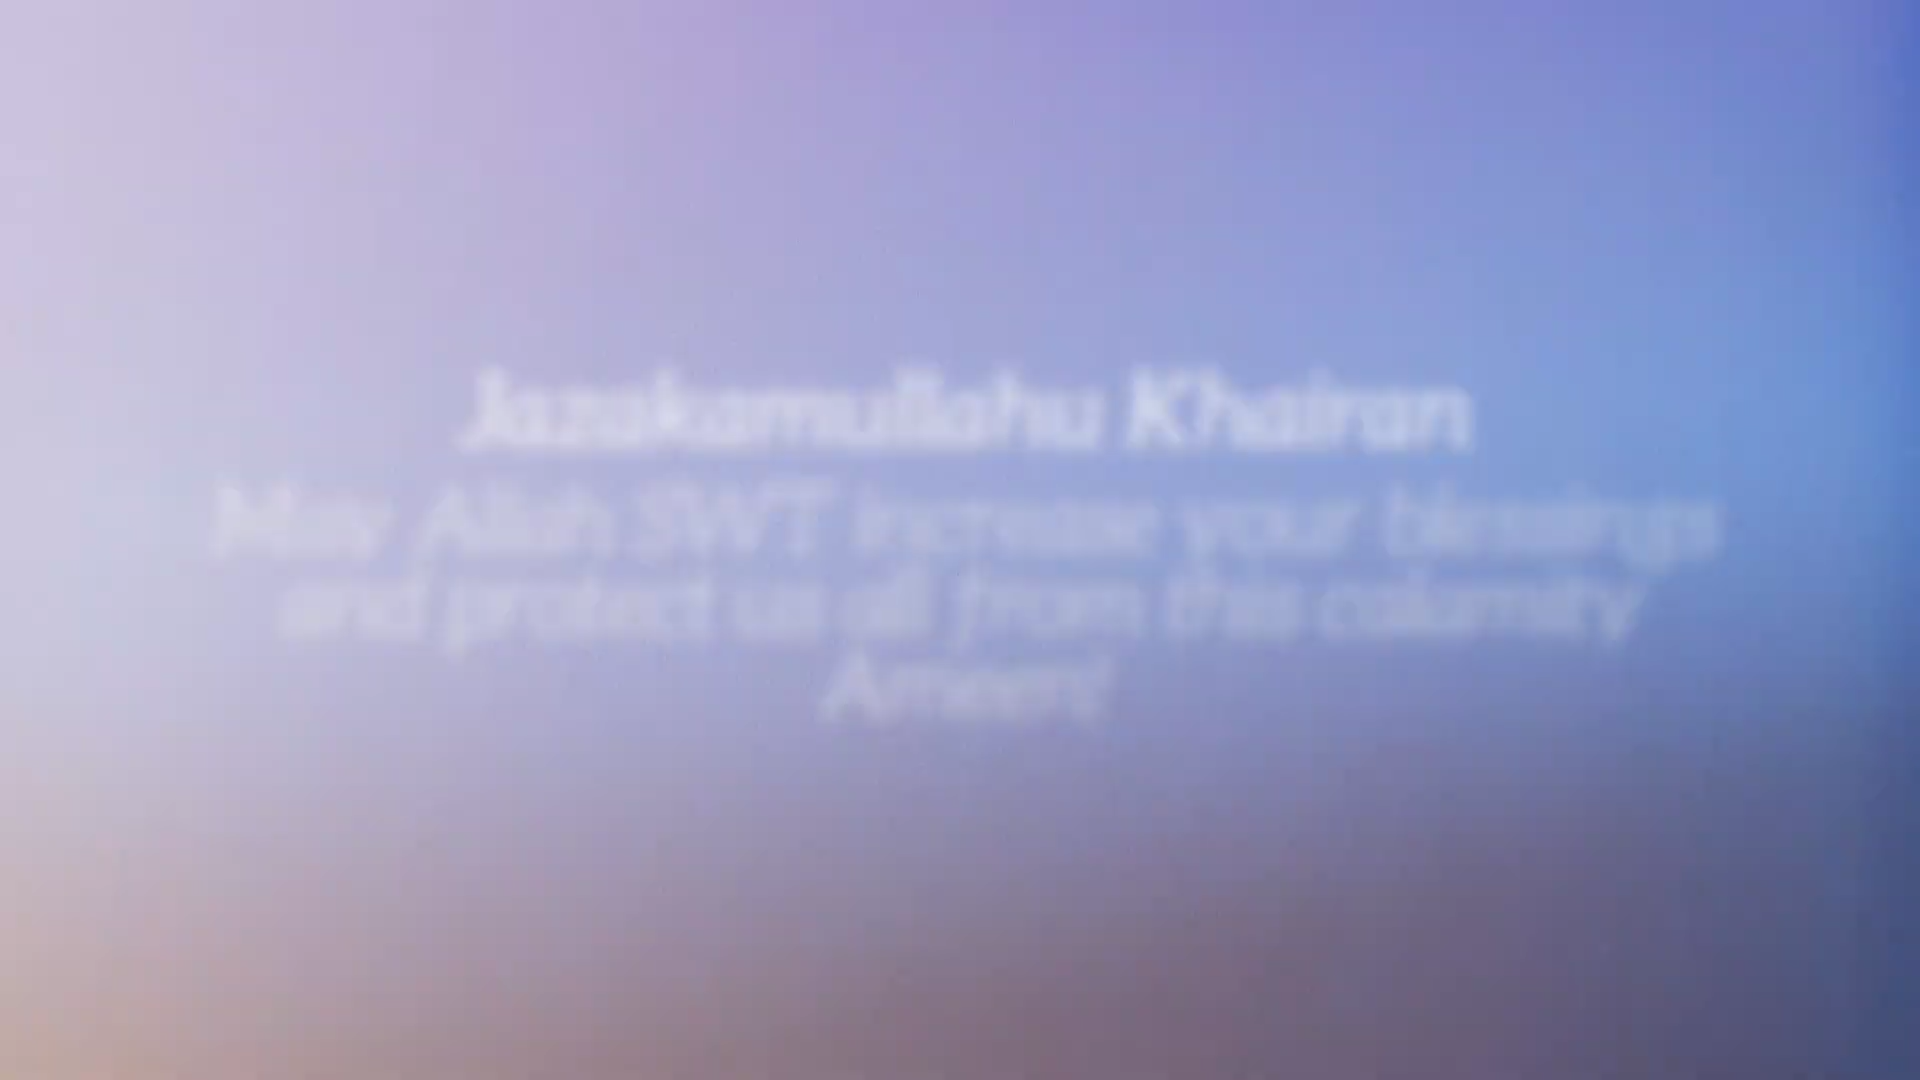 Jazakamullahu Khairan
May Allah SWT increase your blessings
and protect us all from this calamity
Ameen!